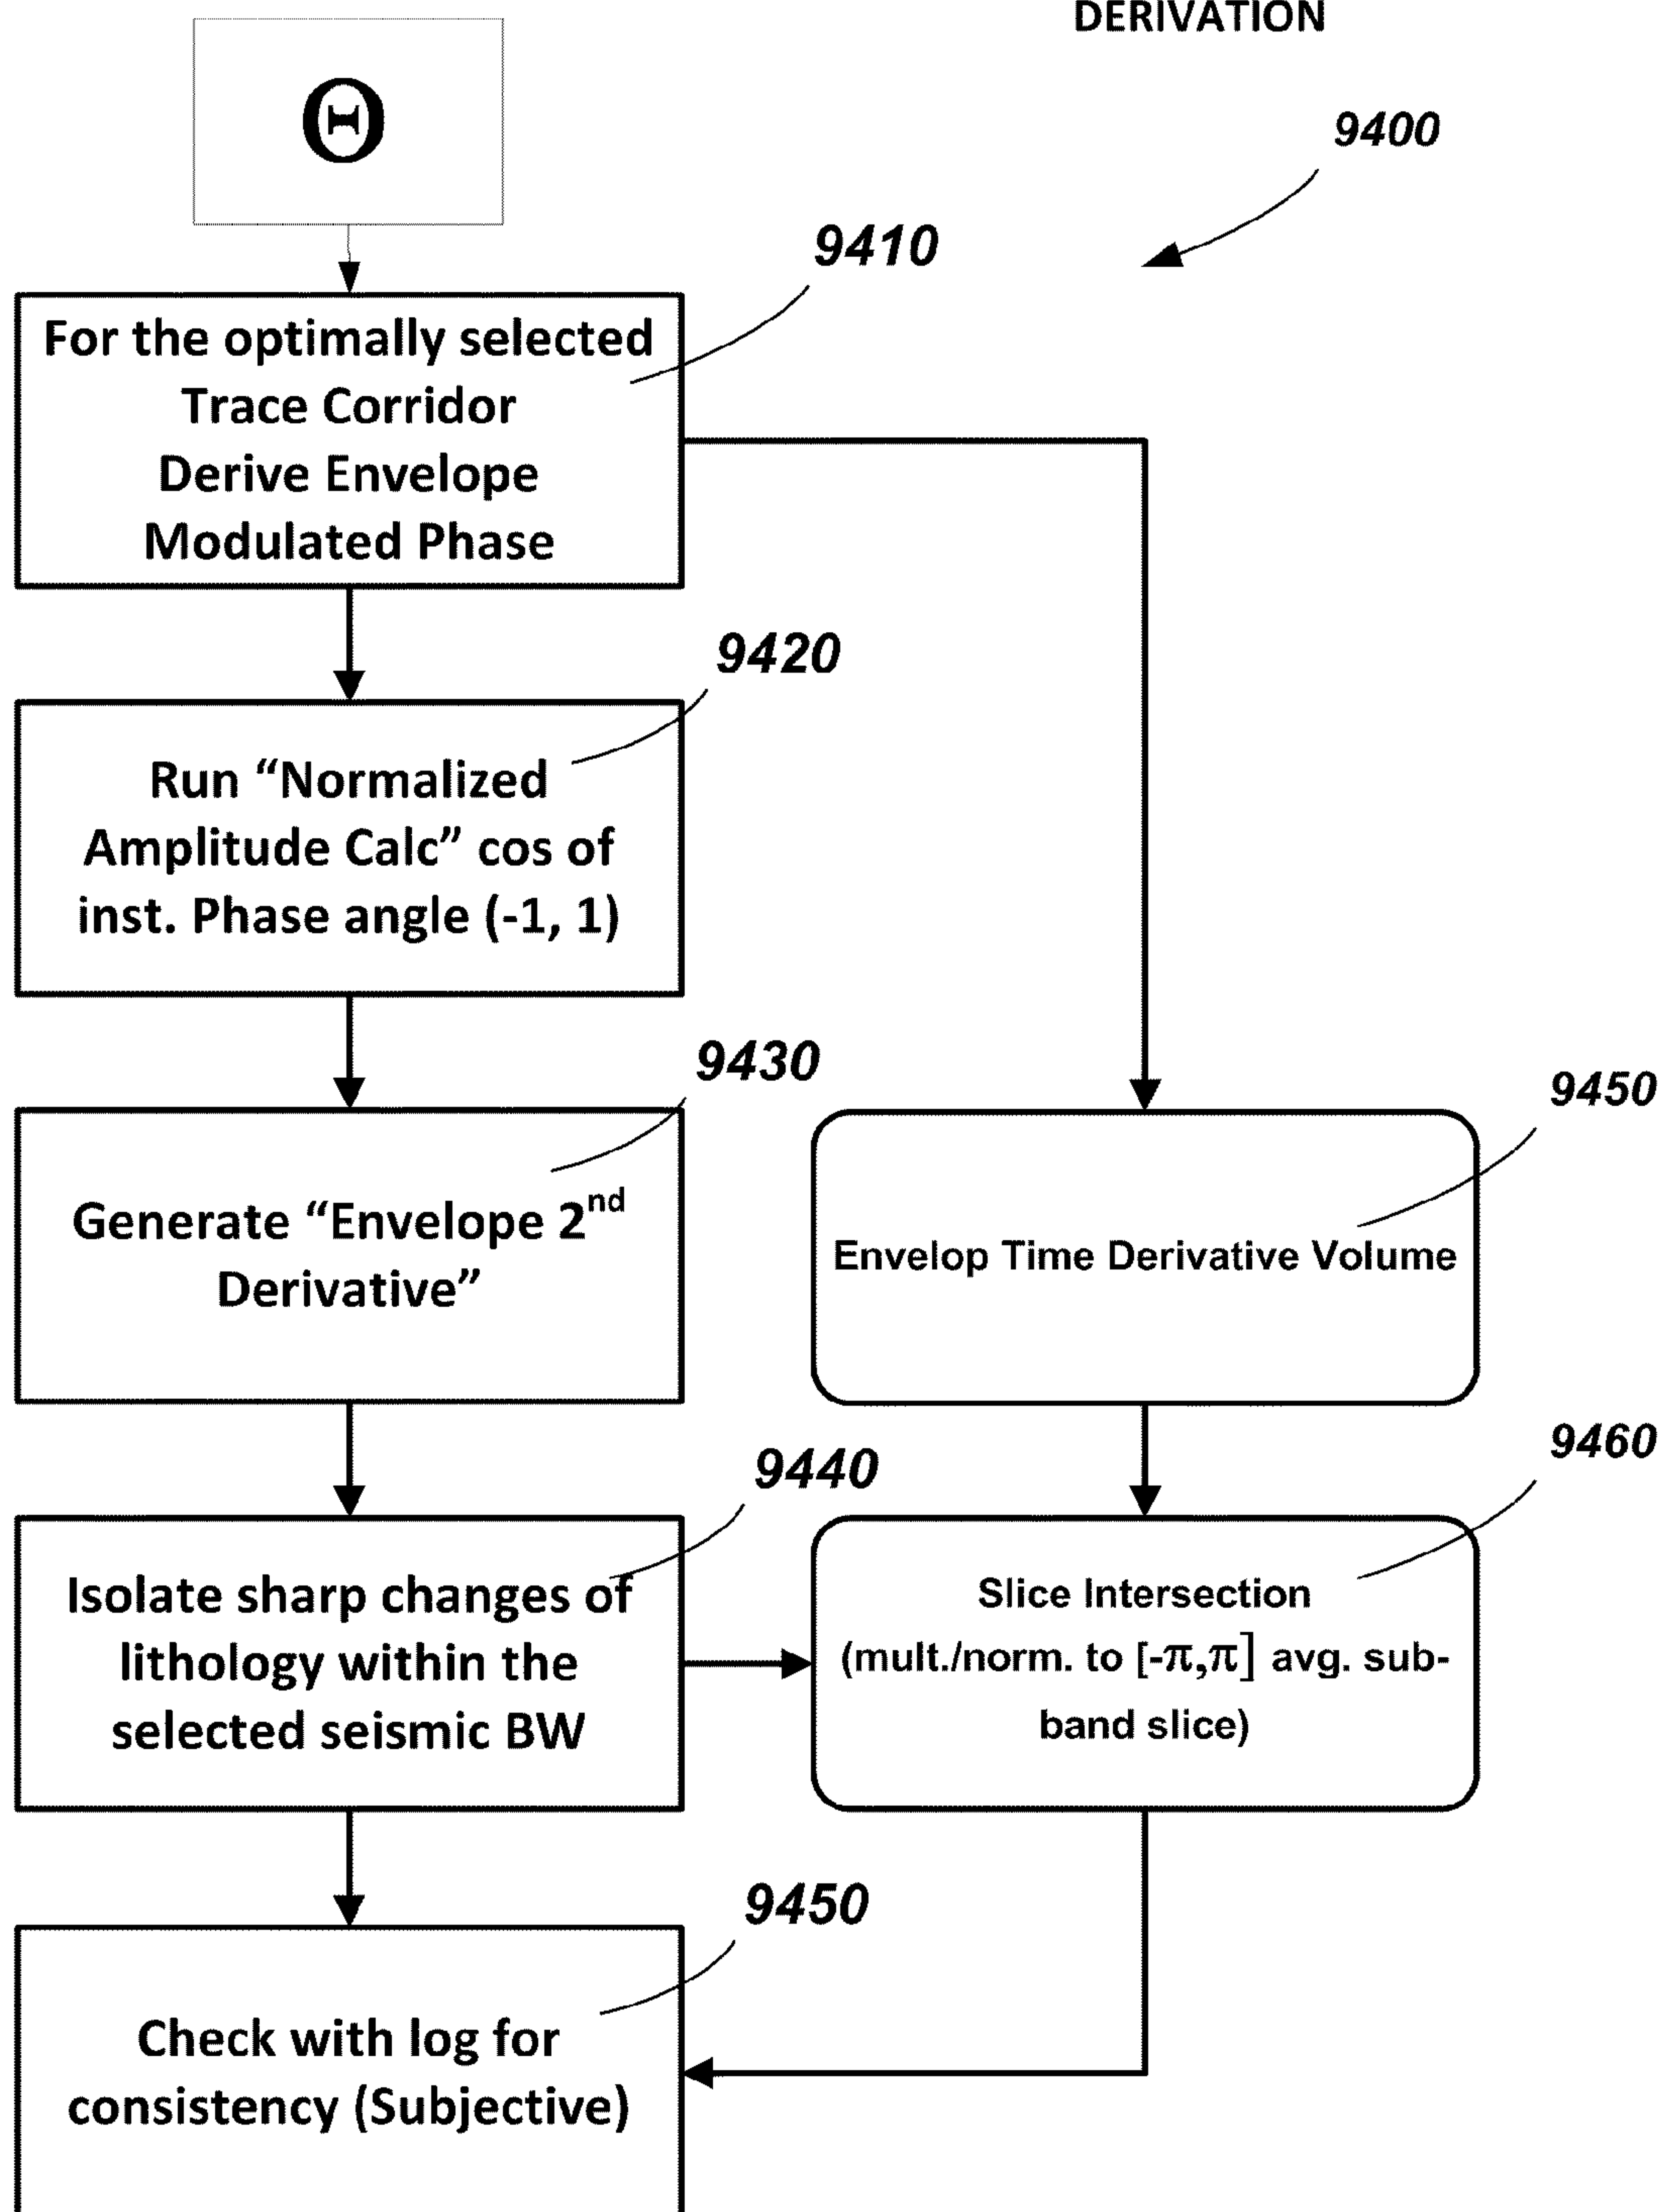 DERIVATION
Θ
9400
9410
For the optimally selected
Trace Corridor
Derive Envelope
Modulated Phase
9420
Run “Normalized
Amplitude Calc” cos of
inst. Phase angle (-1, 1)
9430
Generate “Envelope 2nd
Derivative”
9450
Envelop Time Derivative Volume
9440
Isolate sharp changes of
lithology within the
selected seismic BW
9460
Slice Intersection
(mult./norm. to [-π,π] avg. sub-
band slice)
9450
Check with log for
consistency (Subjective)